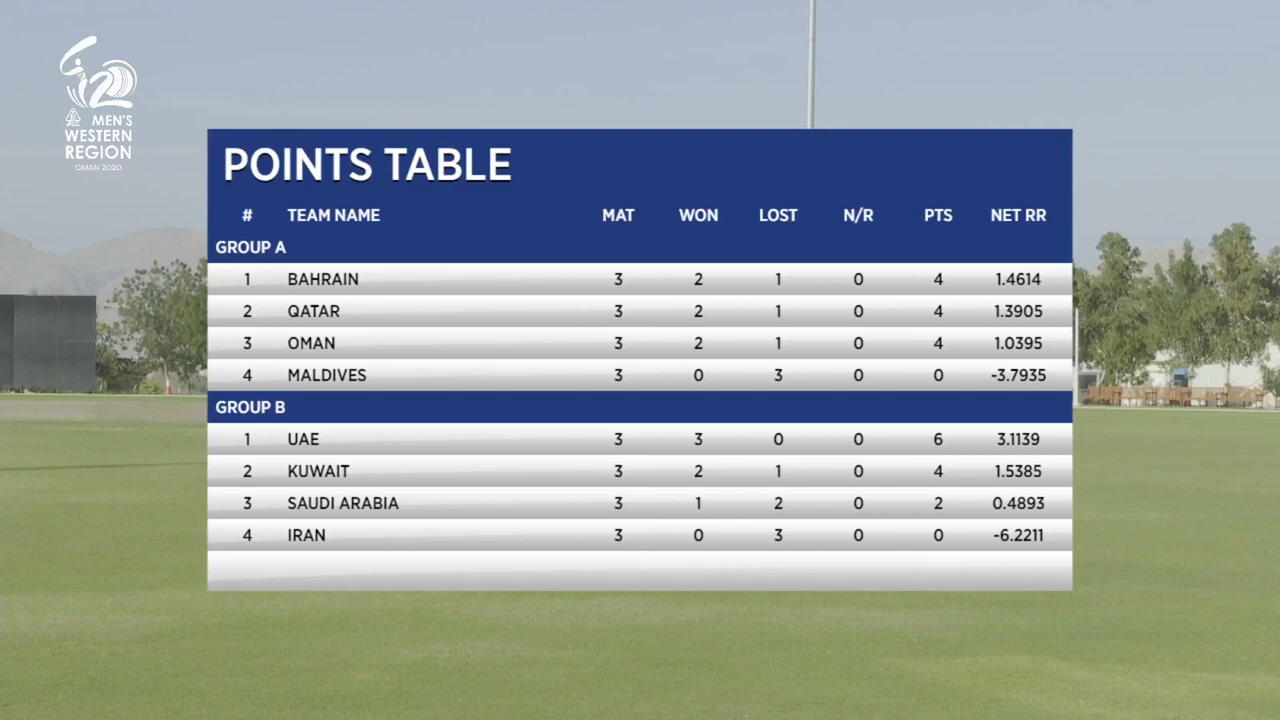 20
ACC MEN'S
WESTERN
REGION
OMAN 2020
POINTS TABLE
# TEAM NAME MAT WON LOST N/R PTS NET RR
GROUP A
1 BAHRAIN 3 2 1 0 4 1.4614
2 QATAR 3 2 1 0 4 1.3905
3 OMAN 3 2 1 0 4 1.0395
4 MALDIVES 3 0 3 0 0 -3.7935
GROUP B
1 UAE 3 3 0 0 6 3.1139
2 KUWAIT 3 2 1 0 4 1.5385
3 SAUDI ARABIA 3 1 2 0 2 0.4893
4 IRAN 3 0 3 0 0 -6.2211